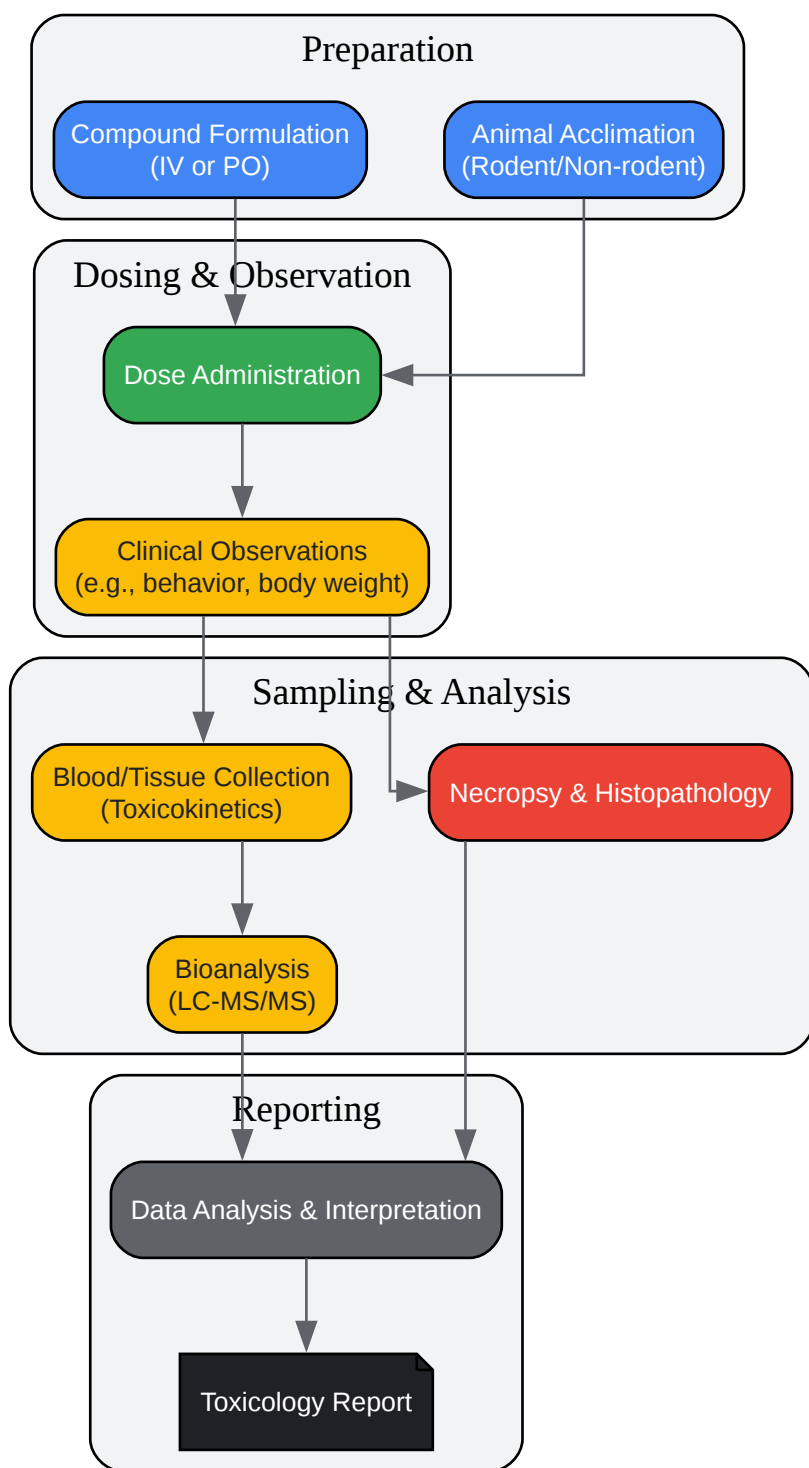 Preparation
Compound Formulation
(IV or PO)
Animal Acclimation
(Rodent/Non-rodent)
Dosing & Observation
Dose Administration
Clinical Observations
(e.g., behavior, body weight)
Sampling & Analysis
Blood/Tissue Collection
(Toxicokinetics)
Necropsy & Histopathology
Bioanalysis
(LC-MS/MS)
Reporting
Data Analysis & Interpretation
Toxicology Report